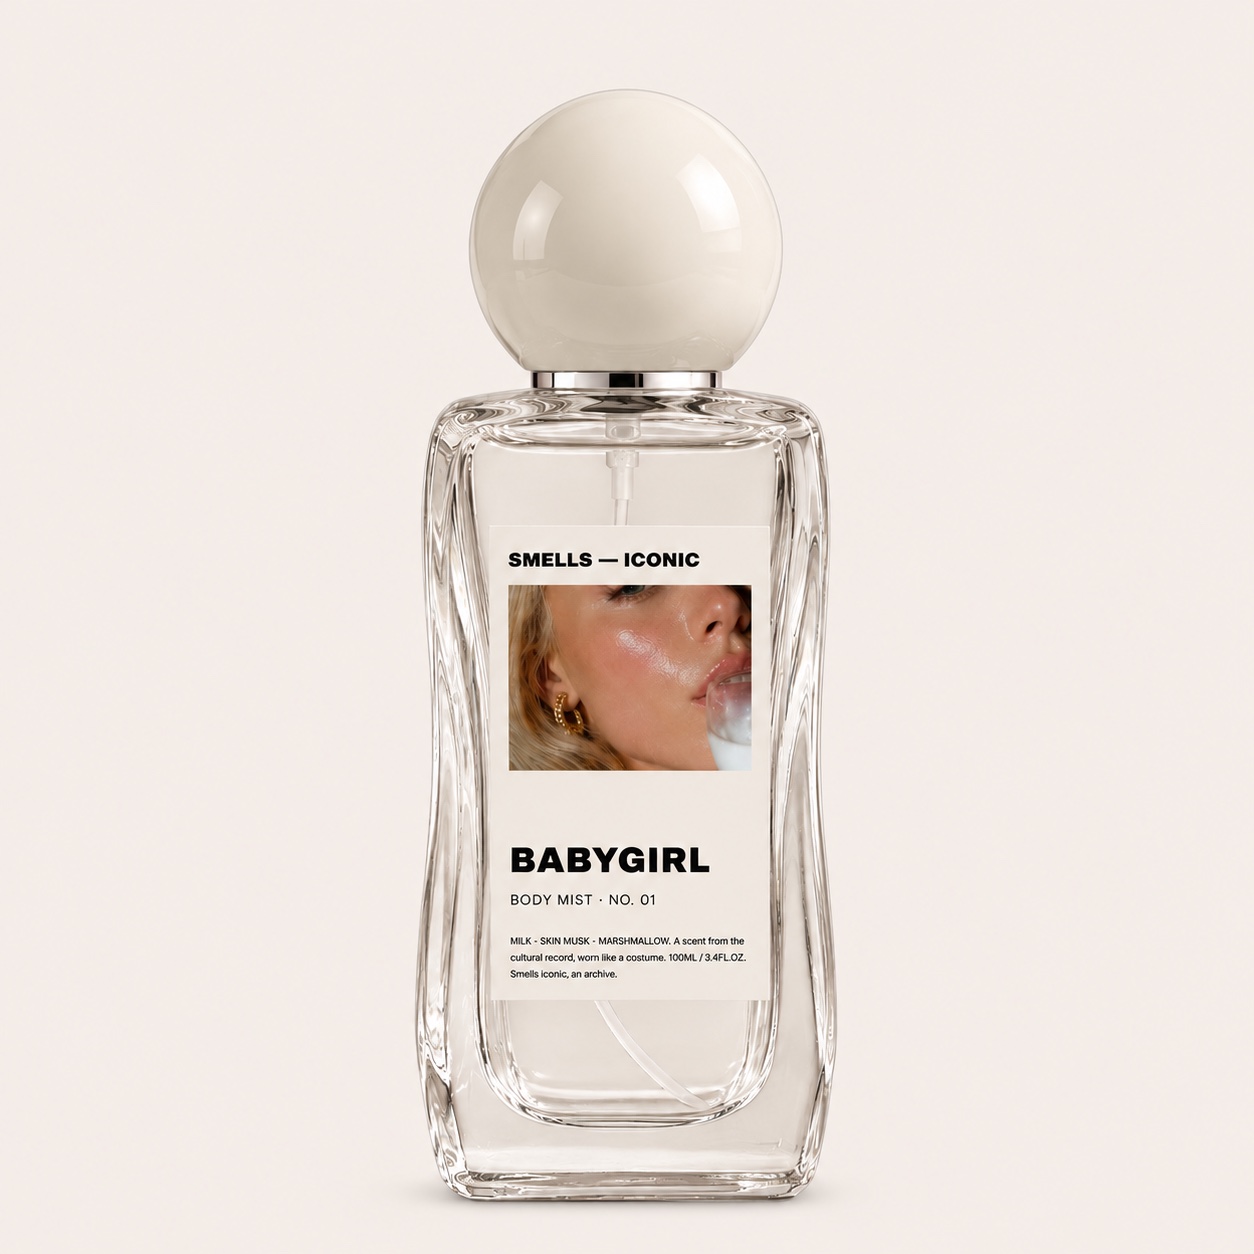 SMELLS — ICONIC
BABYGIRL
BODY MIST · NO. 01
MILK - SKIN MUSK - MARSHMALLOW. A scent from the
cultural record, worn like a costume. 100ML / 3.4FL.OZ.
Smells iconic, an archive.